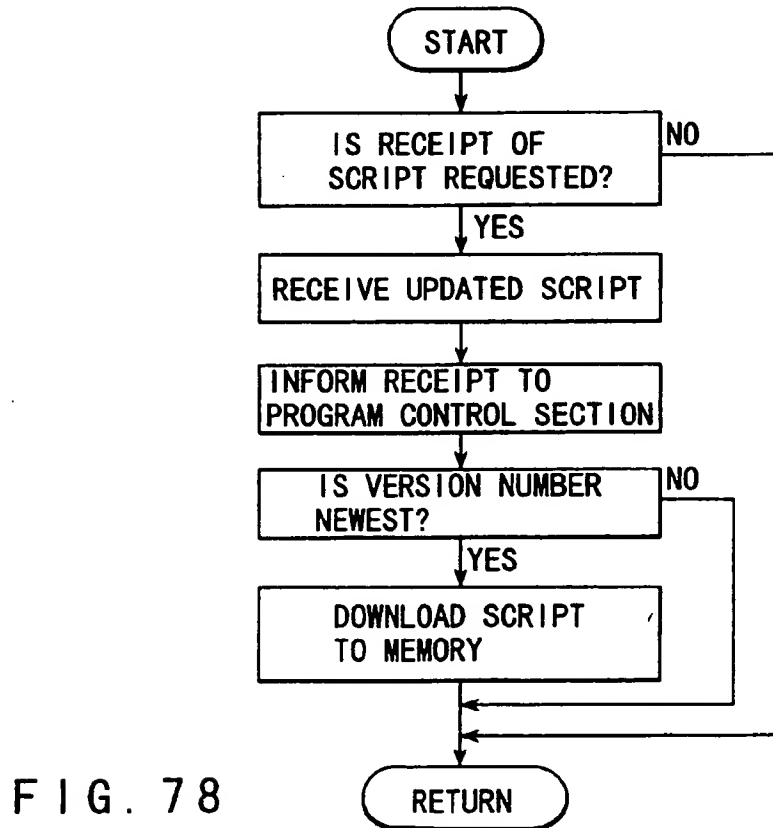 START
IS RECEIPT OF
SCRIPT REQUESTED?
NO
YES
RECEIVE UPDATED SCRIPT
INFORM RECEIPT TO
PROGRAM CONTROL SECTION
IS VERSION NUMBER
NEWEST?
NO
YES
DOWNLOAD SCRIPT
TO MEMORY
RETURN
FIG. 78